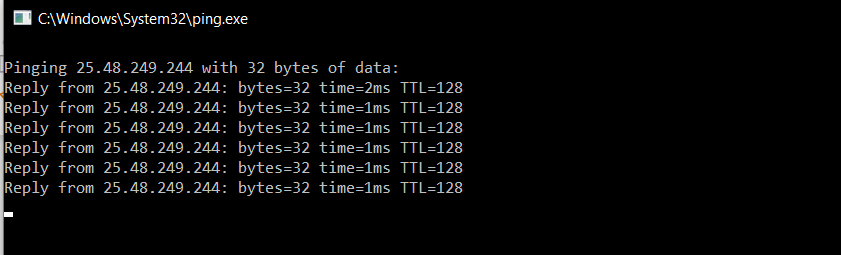 C:\Windows\System32\ping.exe
Pinging 25.48.249.244 with 32 bytes of data:
Reply from 25.48.249.244: bytes=32 time=2ms TTL=128
Reply from 25.48.249.244: bytes=32 time=1ms TTL=128
Reply from 25.48.249.244: bytes=32 time=1ms TTL=128
Reply from 25.48.249.244: bytes=32 time=1ms TTL=128
Reply from 25.48.249.244: bytes=32 time=1ms TTL=128
Reply from 25.48.249.244: bytes=32 time=1ms TTL=128